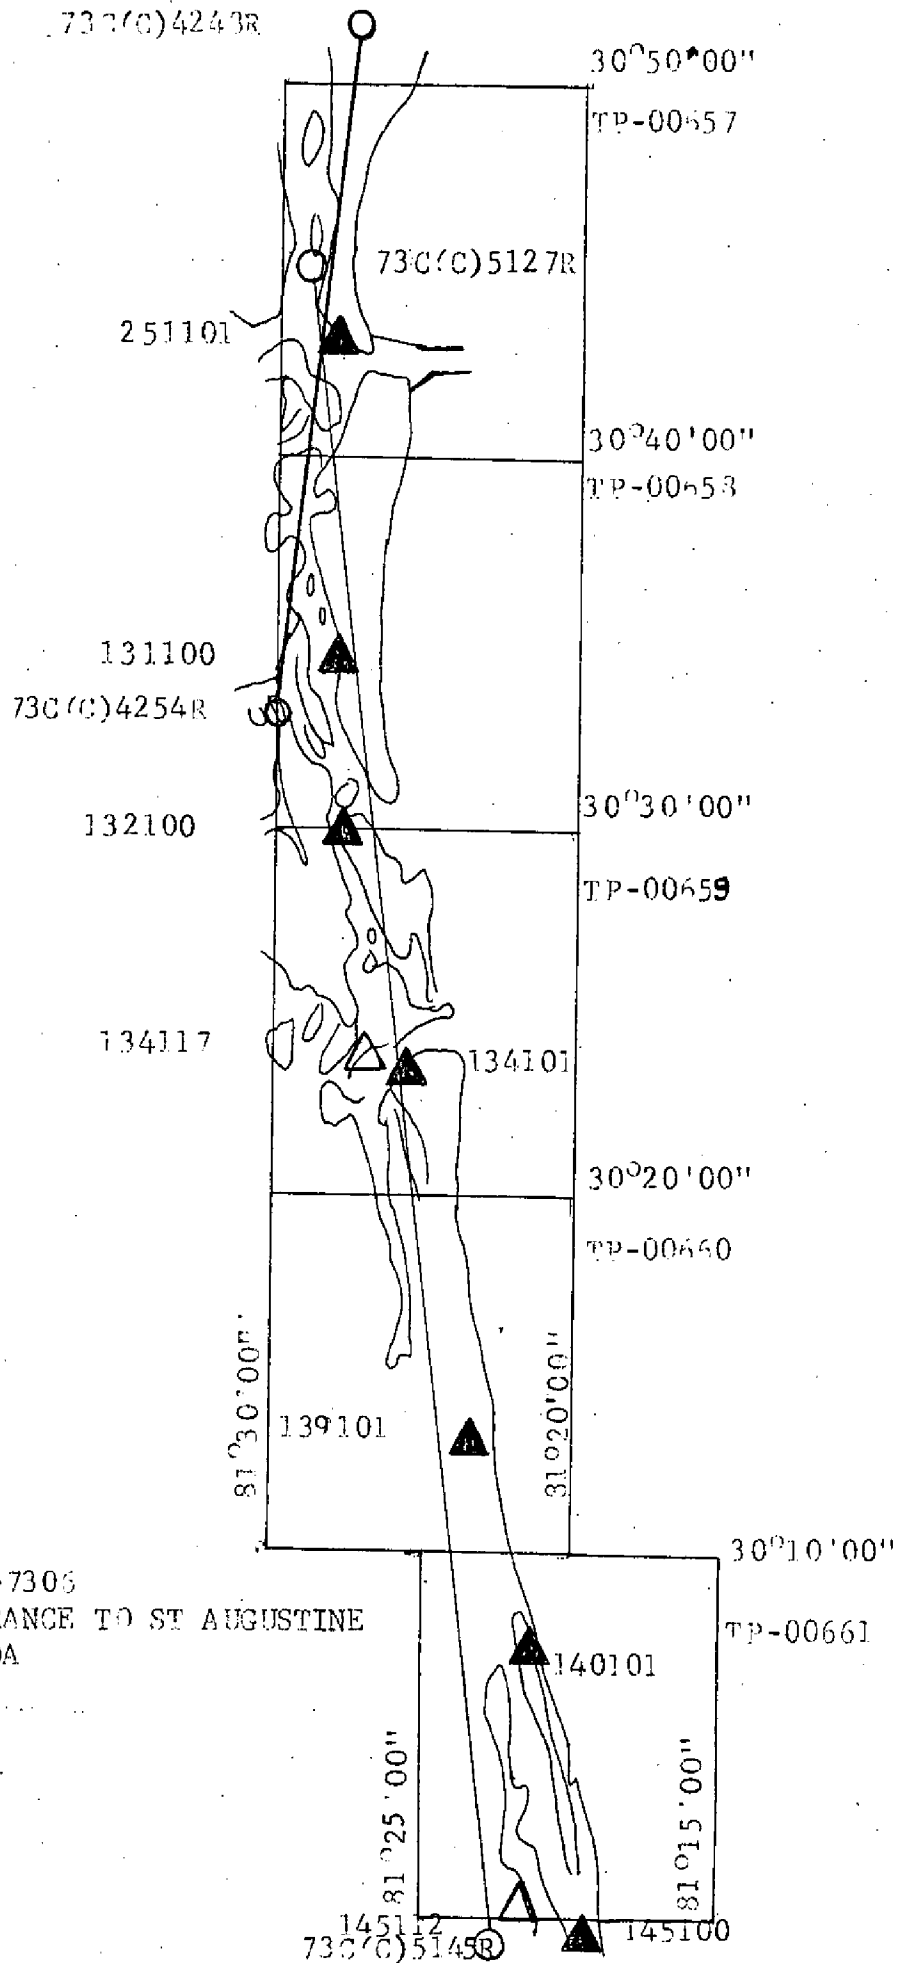 73C(C)4248R
30°50'00"
TP-00657
73C(C)5127R
251101
30°40'00"
TP-00658
131100
73C(C)4254R
30°30'00"
132100
TP-00659
134117
134101
30°20'00"
TP-00660
81°30'00"
81°20'00"
139101
30°10'00"
7306
RANCE TO ST AUGUSTINE
DA
TP-00661
140101
81°25'00"
81°15'00"
145112
145100
73C(C)5145R